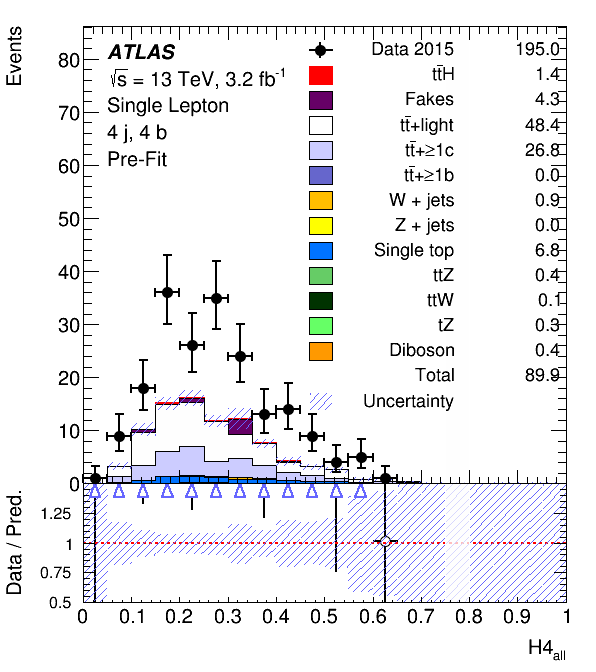 Events
80
70
60
50
40
30
20
10
0
ATLAS
√s = 13 TeV, 3.2 fb-1
Single Lepton
4 j, 4 b
Pre-Fit
Data 2015 195.0
tt̄H 1.4
Fakes 4.3
tt̄+light 48.4
tt̄+≥1c 26.8
tt̄+≥1b 0.0
W + jets 0.9
Z + jets 0.0
Single top 6.8
ttZ 0.4
ttW 0.1
tZ 0.3
Diboson 0.4
Total 89.9
Uncertainty
Data / Pred.
1.25
1
0.75
0.5
0 0.1 0.2 0.3 0.4 0.5 0.6 0.7 0.8 0.9 1
H4all